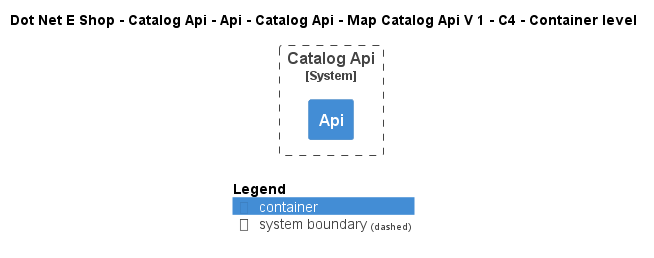 Dot Net E Shop - Catalog Api - Api - Catalog Api - Map Catalog Api V 1 - C4 - Container level
Catalog Api
[System]
Api
Legend
container
system boundary (dashed)